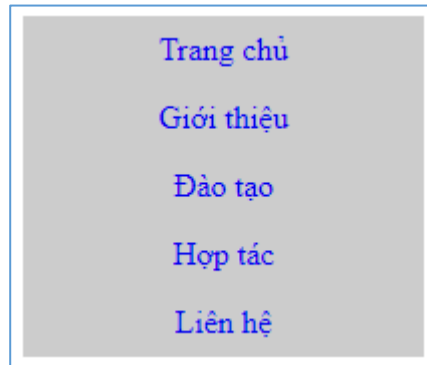 Trang chủ
Giới thiệu
Đào tạo
Hợp tác
Liên hệ